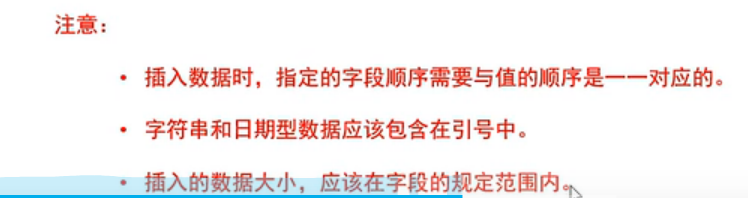 注意：
• 插入数据时，指定的字段顺序需要与值的顺序是一一对应的。
• 字符串和日期型数据应该包含在引号中。
• 插入的数据大小，应该在字段的规定范围内。